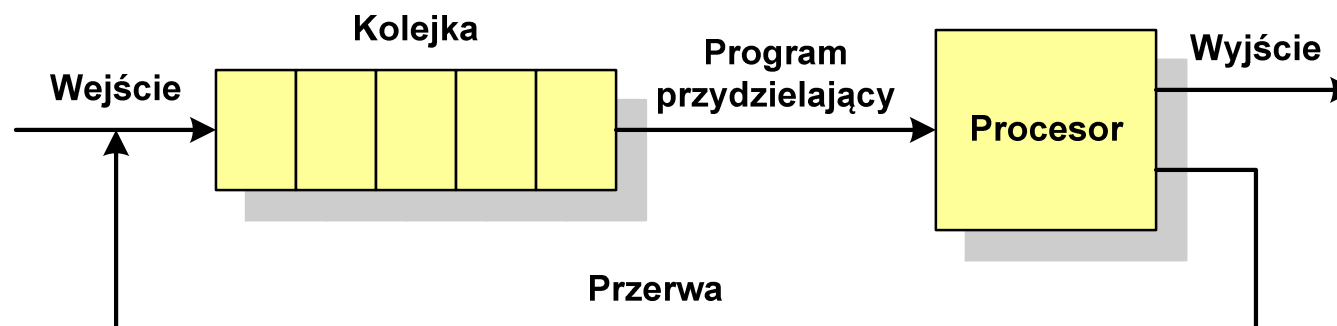 Kolejka
Wejście
Program
przydzielający
Procesor
Wyjście
Przerwa